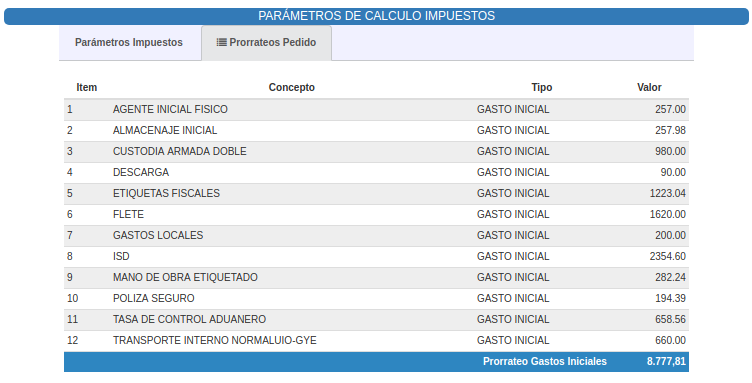 PARÁMETROS DE CALCULO IMPUESTOS
Parámetros Impuestos Prorrateos Pedido
Item Concepto Tipo Valor
1 AGENTE INICIAL FISICO GASTO INICIAL 257.00
2 ALMACENAJE INICIAL GASTO INICIAL 257.98
3 CUSTODIA ARMADA DOBLE GASTO INICIAL 980.00
4 DESCARGA GASTO INICIAL 90.00
5 ETIQUETAS FISCALES GASTO INICIAL 1223.04
6 FLETE GASTO INICIAL 1620.00
7 GASTOS LOCALES GASTO INICIAL 200.00
8 ISD GASTO INICIAL 2354.60
9 MANO DE OBRA ETIQUETADO GASTO INICIAL 282.24
10 POLIZA SEGURO GASTO INICIAL 194.39
11 TASA DE CONTROL ADUANERO GASTO INICIAL 658.56
12 TRANSPORTE INTERNO NORMALUIO-GYE GASTO INICIAL 660.00
Prorrateo Gastos Iniciales 8.777,81